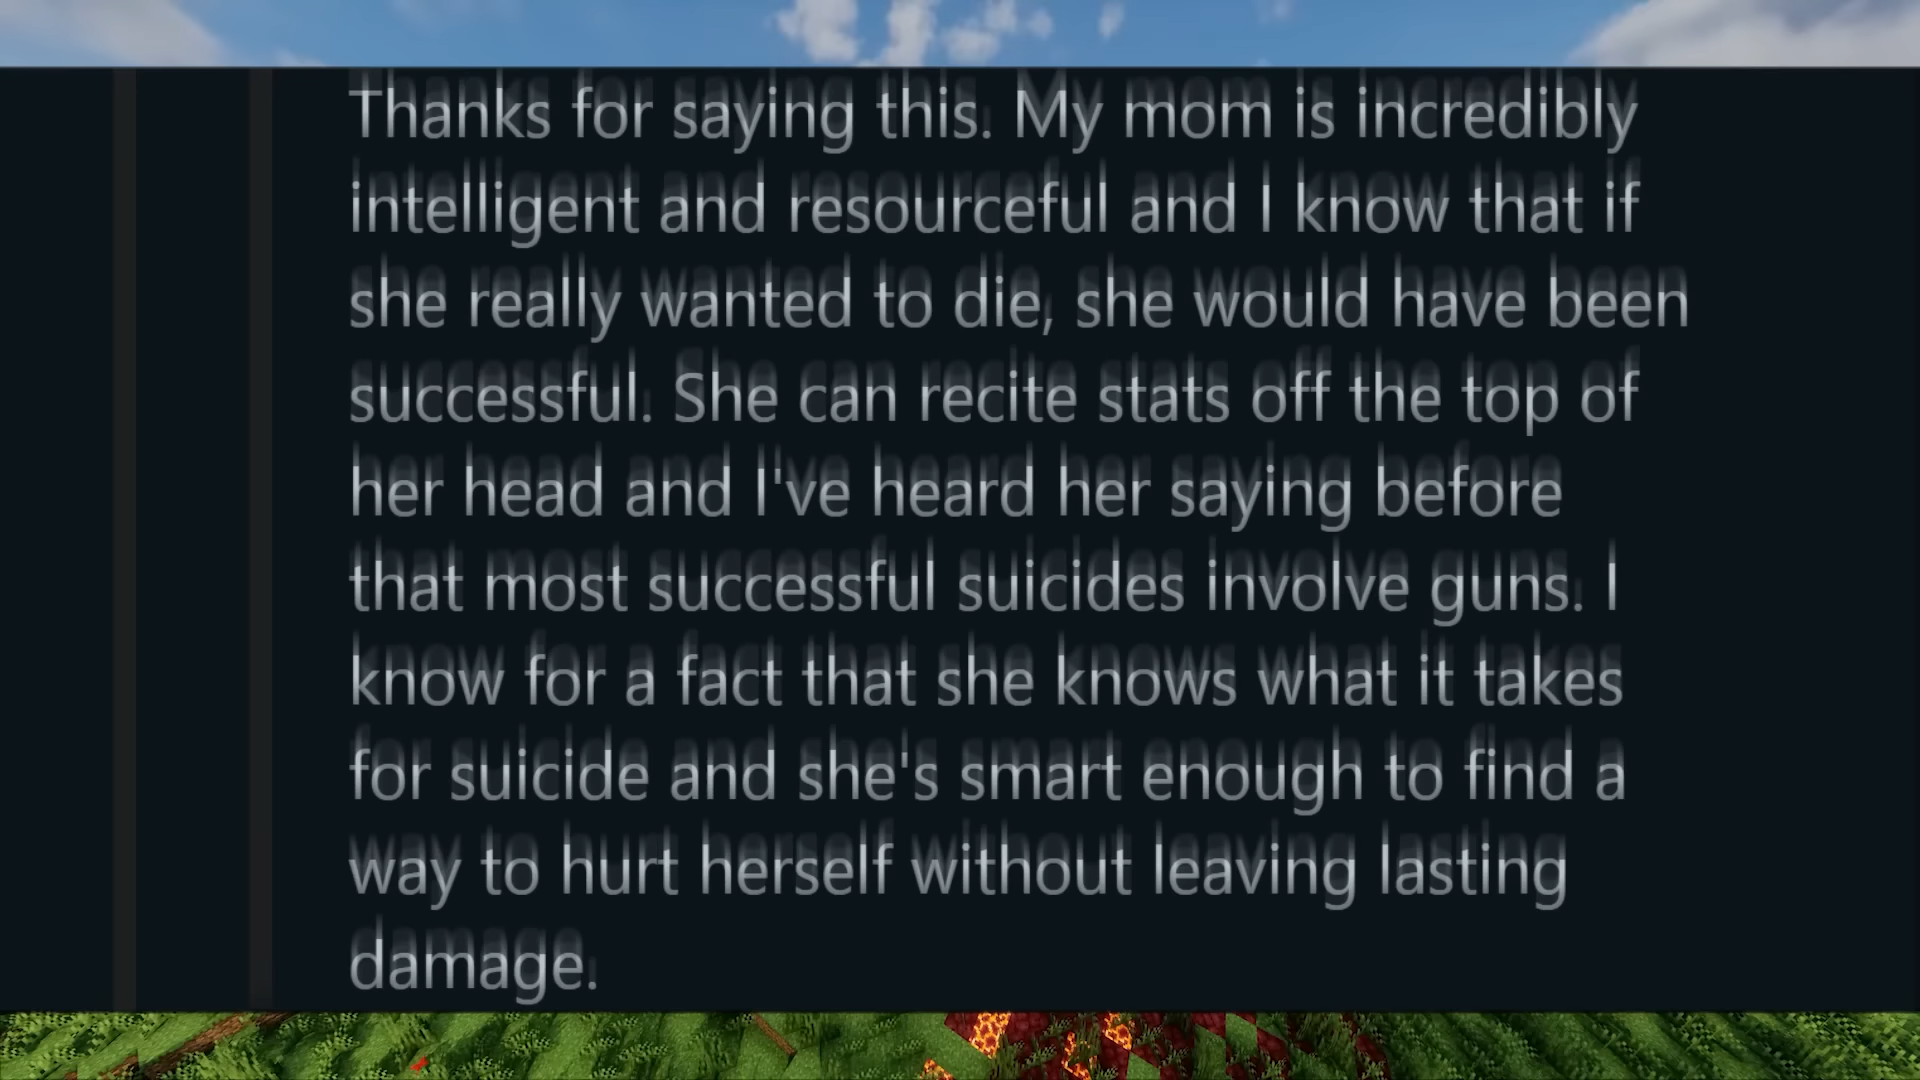 Thanks for saying this. My mom is incredibly
intelligent and resourceful and I know that if
she really wanted to die, she would have been
successful. She can recite stats off the top of
her head and I've heard her saying before
that most successful suicides involve guns. I
know for a fact that she knows what it takes
for suicide and she's smart enough to find a
way to hurt herself without leaving lasting
damage.